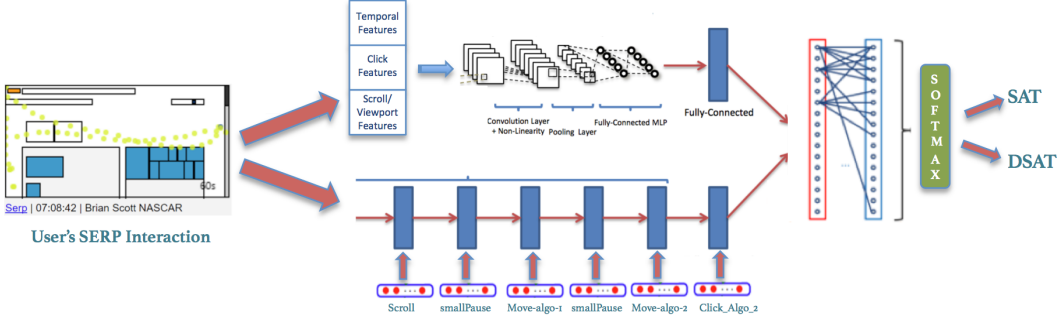 Temporal
Features
Click
Features
Scroll/
Viewport
Features
Convolution Layer
+ Non-Linearity
Pooling Layer
Fully-Connected MLP
Fully-Connected
60s
Serp | 07:08:42 | Brian Scott NASCAR
User's SERP Interaction
Scroll
smallPause
Move-algo-1
smallPause
Move-algo-2
Click_Algo_2
SOFTMAX
SAT
DSAT